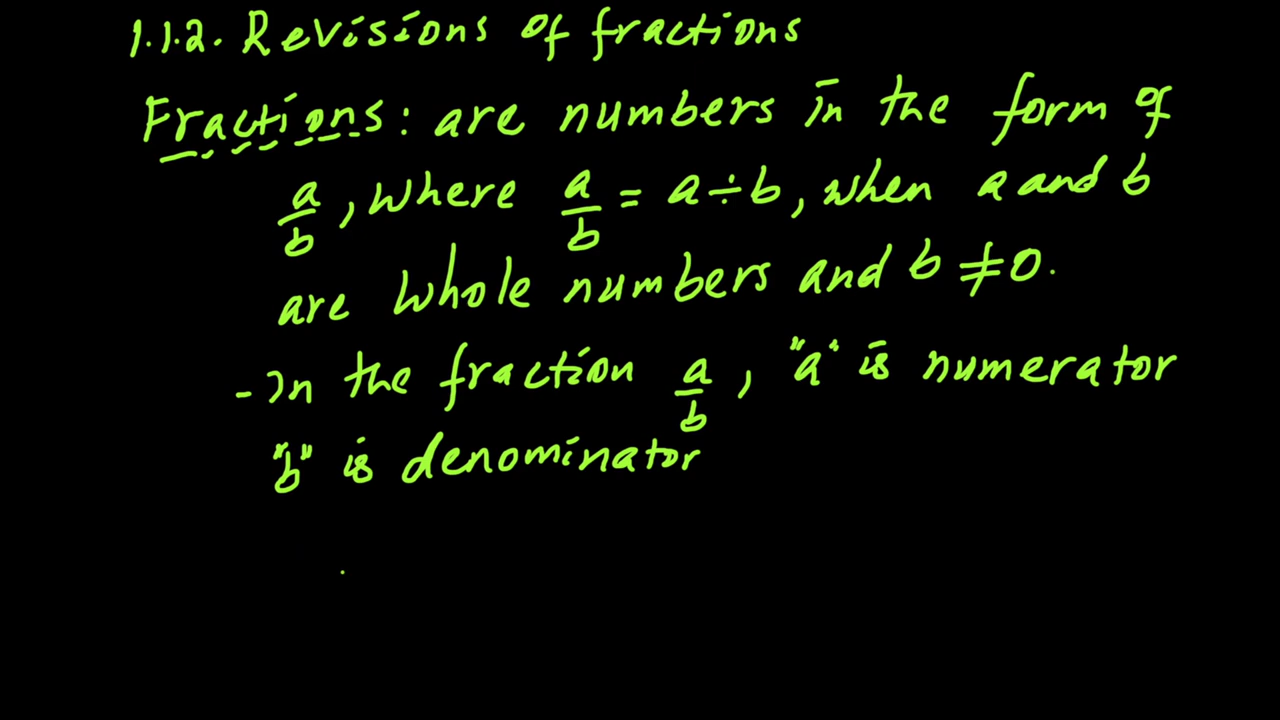 1.1.2. Revisions of fractions
Fractions: are numbers in the form of
a/b, where a/b = a ÷ b, when a and b
are whole numbers and b ≠ 0.
- In the fraction a/b, "a" is numerator
"b" is denominator